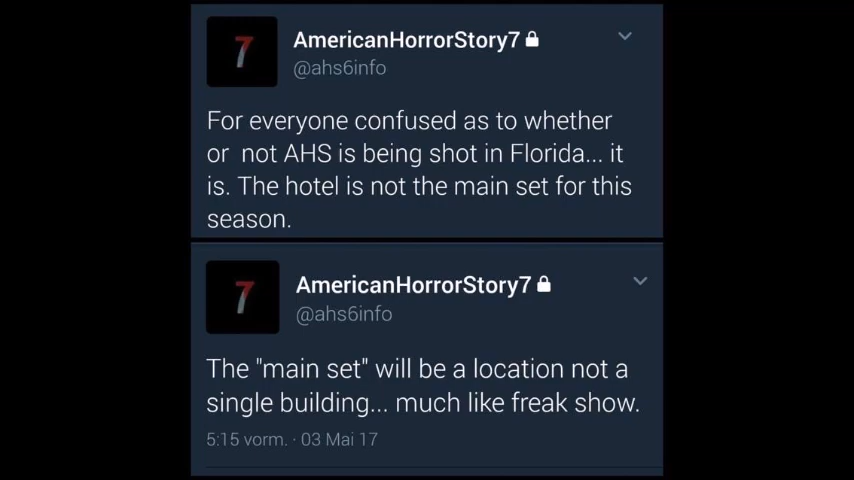 7
AmericanHorrorStory7
@ahs6info
For everyone confused as to whether
or not AHS is being shot in Florida... it
is. The hotel is not the main set for this
season.
7
AmericanHorrorStory7
@ahs6info
The "main set" will be a location not a
single building... much like freak show.
5:15 vorm. · 03 Mai 17